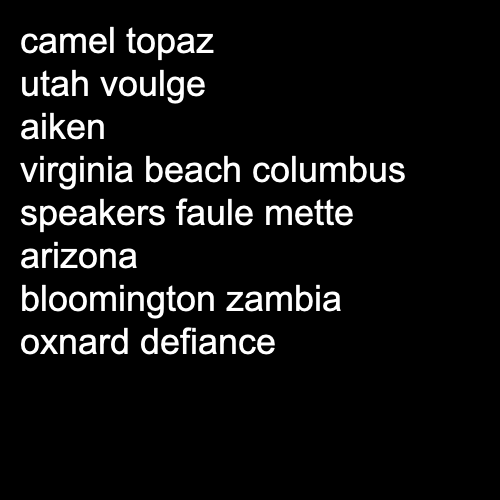 camel topaz
utah voulge
aiken
virginia beach columbus
speakers faule mette
arizona
bloomington zambia
oxnard defiance